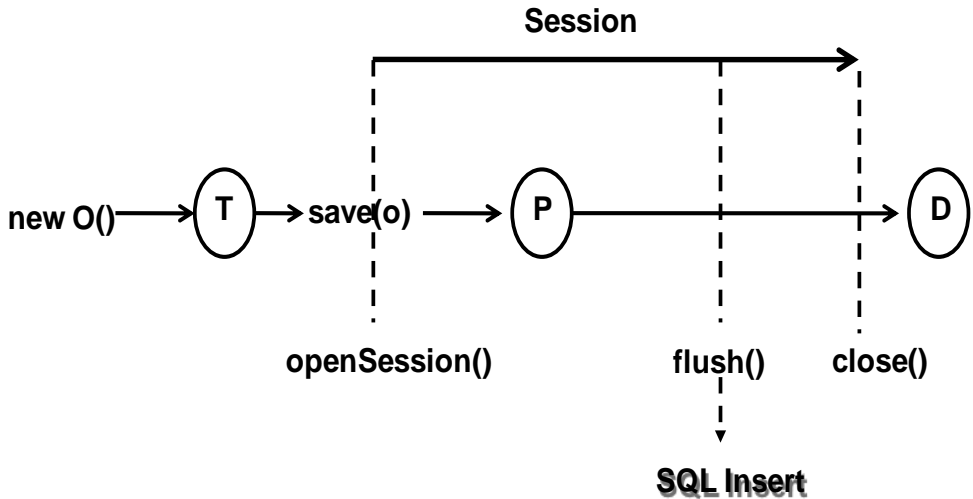 Session
new O()
T
save(o)
P
D
openSession()
flush()
close()
SQL Insert